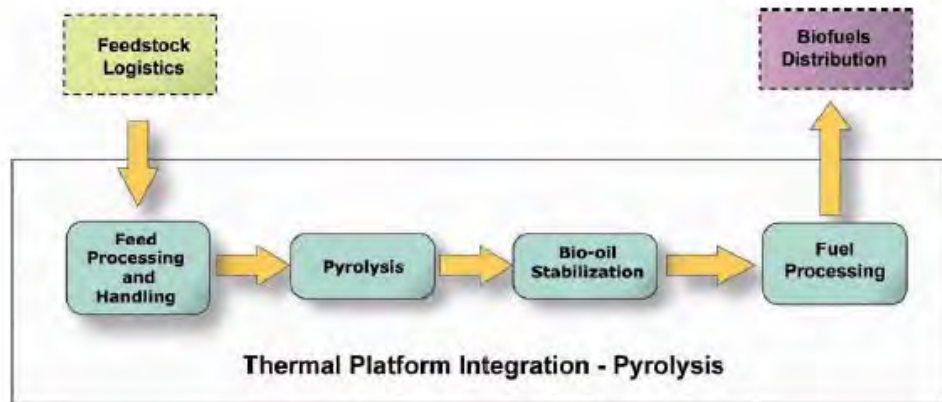 Feedstock
Logistics
Biofuels
Distribution
Feed
Processing
and
Handling
Pyrolysis
Bio-oil
Stabilization
Fuel
Processing
Thermal Platform Integration - Pyrolysis